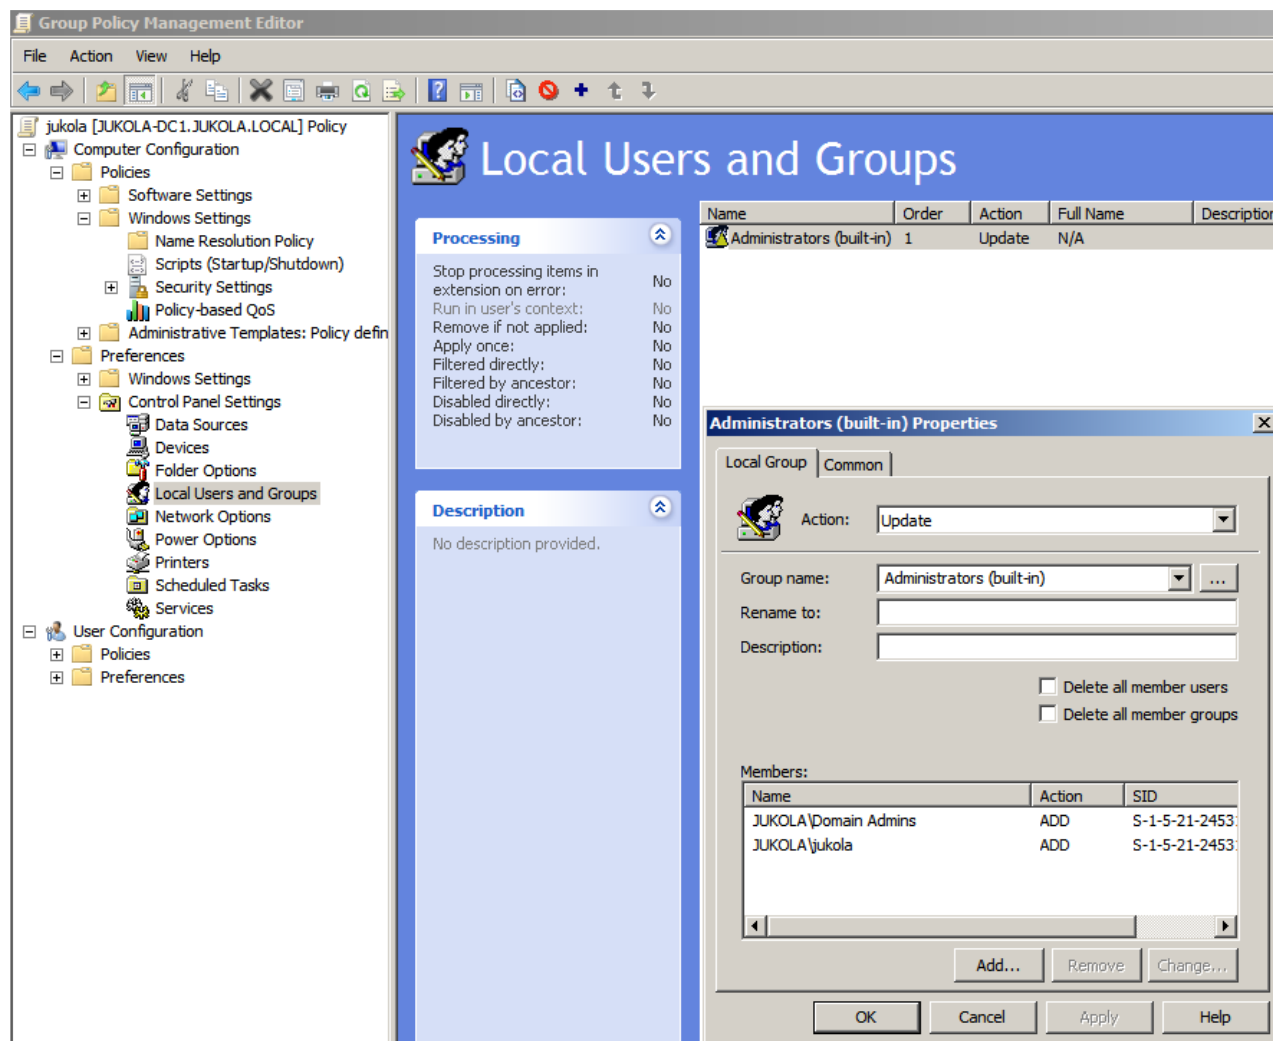 Group Policy Management Editor
File Action View Help
jukola [JUKOLA-DC1.JUKOLA.LOCAL] Policy
Computer Configuration
Policies
Software Settings
Windows Settings
Name Resolution Policy
Scripts (Startup/Shutdown)
Security Settings
Policy-based QoS
Administrative Templates: Policy defin
Preferences
Windows Settings
Control Panel Settings
Data Sources
Devices
Folder Options
Local Users and Groups
Network Options
Power Options
Printers
Scheduled Tasks
Services
User Configuration
Policies
Preferences
Local Users and Groups
Processing
Stop processing items in
extension on error: No
Run in user's context: No
Remove if not applied: No
Apply once: No
Filtered directly: No
Filtered by ancestor: No
Disabled directly: No
Disabled by ancestor: No
Description
No description provided.
Name Order Action Full Name Description
Administrators (built-in) 1 Update N/A
Administrators (built-in) Properties
Local Group Common
Action: Update
Group name: Administrators (built-in) ...
Rename to:
Description:
Delete all member users
Delete all member groups
Members:
Name Action SID
JUKOLA\Domain Admins ADD S-1-5-21-2453
JUKOLA\jukola ADD S-1-5-21-2453
Add... Remove Change...
OK Cancel Apply Help